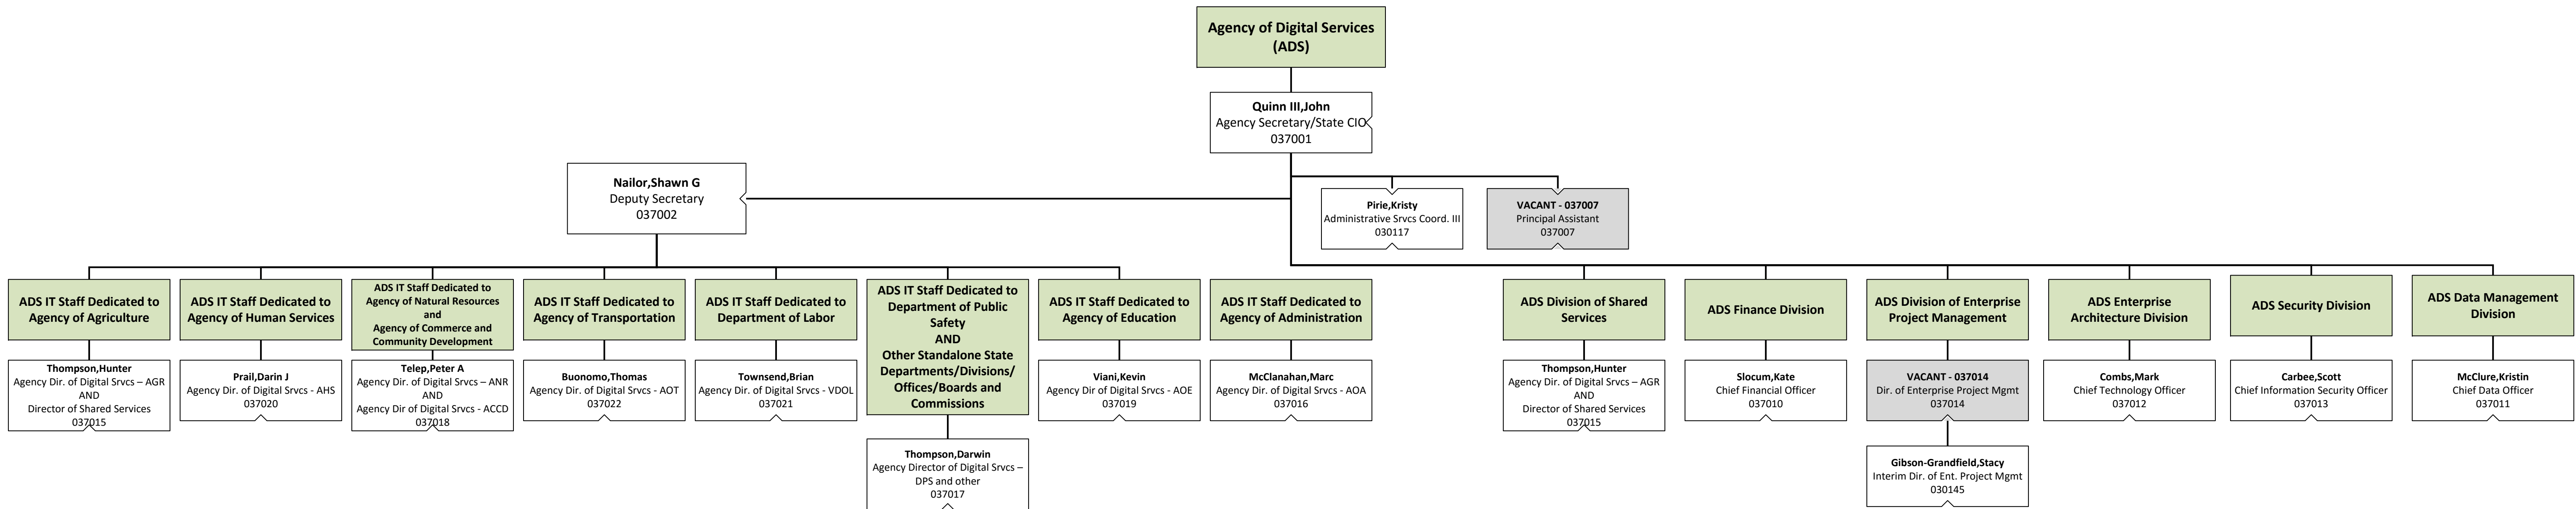 Agency of Digital Services
(ADS)
Quinn III,John
Agency Secretary/State CIO
037001
Nailor,Shawn G
Deputy Secretary
037002
Pirie,Kristy
Administrative Srvcs Coord. III
030117
VACANT - 037007
Principal Assistant
037007
ADS IT Staff Dedicated to
Agency of Agriculture
Thompson,Hunter
Agency Dir. of Digital Srvcs – AGR
AND
Director of Shared Services
037015
ADS IT Staff Dedicated to
Agency of Human Services
Prail,Darin J
Agency Dir. of Digital Srvcs - AHS
037020
ADS IT Staff Dedicated to
Agency of Natural Resources
and
Agency of Commerce and
Community Development
Telep,Peter A
Agency Dir. of Digital Srvcs – ANR
AND
Agency Dir of Digital Srvcs - ACCD
037018
ADS IT Staff Dedicated to
Agency of Transportation
Buonomo,Thomas
Agency Dir. of Digital Srvcs - AOT
037022
ADS IT Staff Dedicated to
Department of Labor
Townsend,Brian
Agency Dir. of Digital Srvcs - VDOL
037021
ADS IT Staff Dedicated to
Department of Public
Safety
AND
Other Standalone State
Departments/Divisions/
Offices/Boards and
Commissions
Thompson,Darwin
Agency Director of Digital Srvcs –
DPS and other
037017
ADS IT Staff Dedicated to
Agency of Education
Viani,Kevin
Agency Dir. of Digital Srvcs - AOE
037019
ADS IT Staff Dedicated to
Agency of Administration
McClanahan,Marc
Agency Dir. of Digital Srvcs - AOA
037016
ADS Division of Shared
Services
Thompson,Hunter
Agency Dir. of Digital Srvcs – AGR
AND
Director of Shared Services
037015
ADS Finance Division
Slocum,Kate
Chief Financial Officer
037010
ADS Division of Enterprise
Project Management
VACANT - 037014
Dir. of Enterprise Project Mgmt
037014
Gibson-Grandfield,Stacy
Interim Dir. of Ent. Project Mgmt
030145
ADS Enterprise
Architecture Division
Combs,Mark
Chief Technology Officer
037012
ADS Security Division
Carbee,Scott
Chief Information Security Officer
037013
ADS Data Management
Division
McClure,Kristin
Chief Data Officer
037011